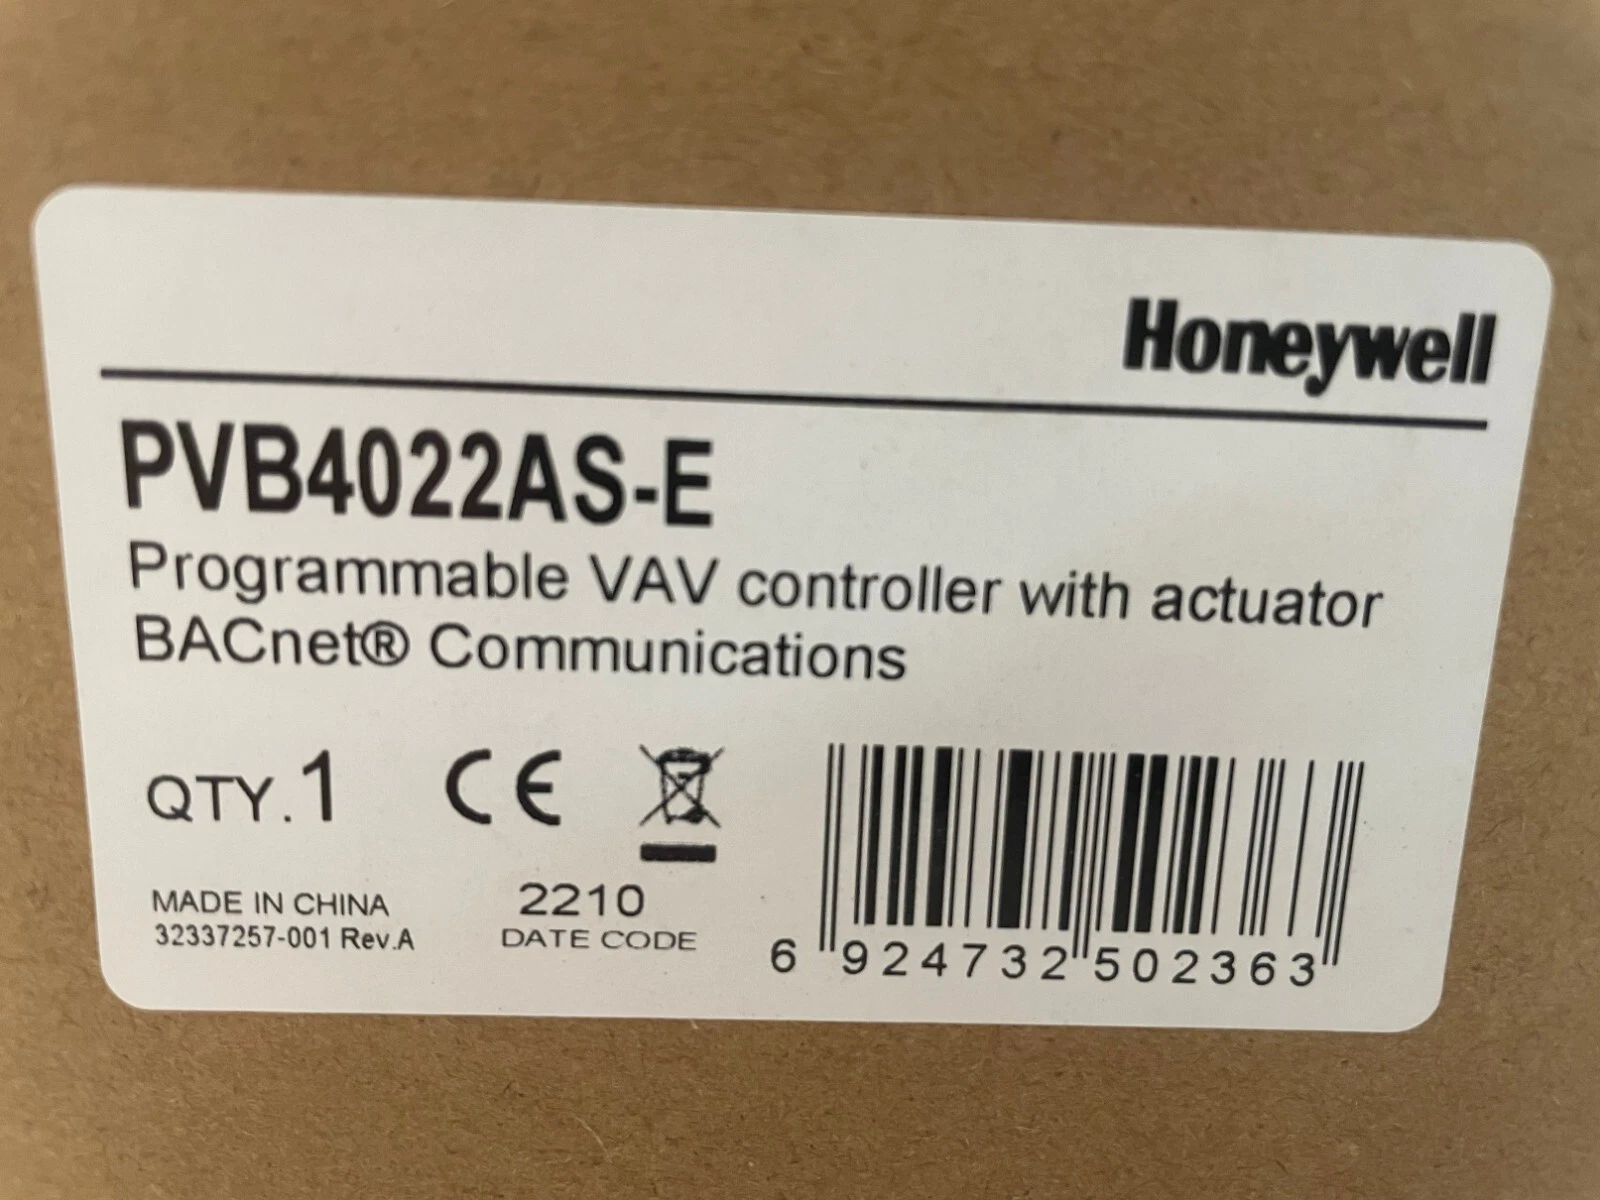 Honeywell
PVB4022AS-E
Programmable VAV controller with actuator
BACnet® Communications
QTY.1 CE
MADE IN CHINA
32337257-001 Rev.A
2210
DATE CODE
6 924732 502363